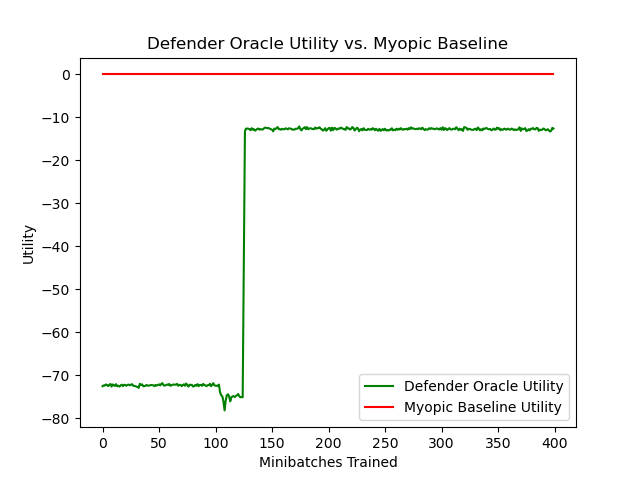 Defender Oracle Utility vs. Myopic Baseline
0
−10
−20
−30
−40
−50
−60
−70
−80
Utility
Defender Oracle Utility
Myopic Baseline Utility
0 50 100 150 200 250 300 350 400
Minibatches Trained